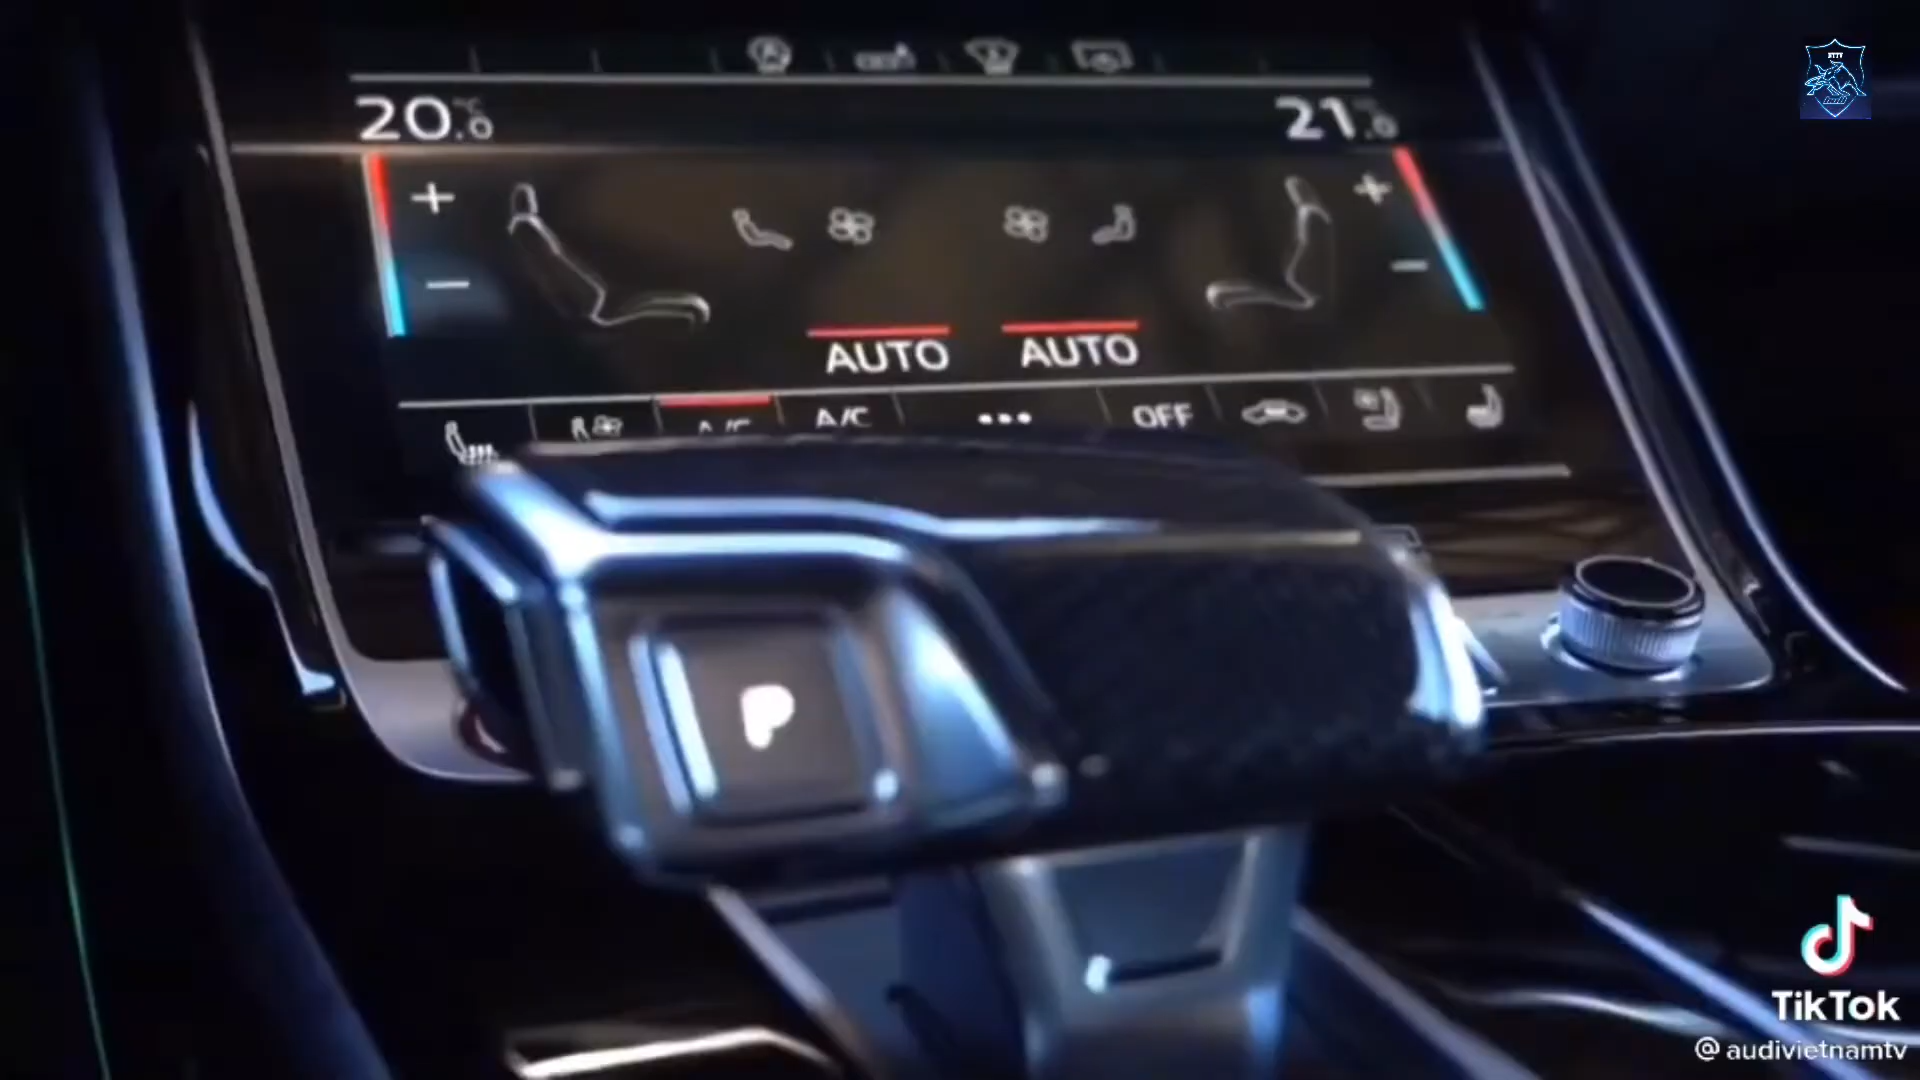 20.0 °C
21.0
AUTO AUTO
A/C A/C ••• OFF
P
TikTok
@audivietnamtv